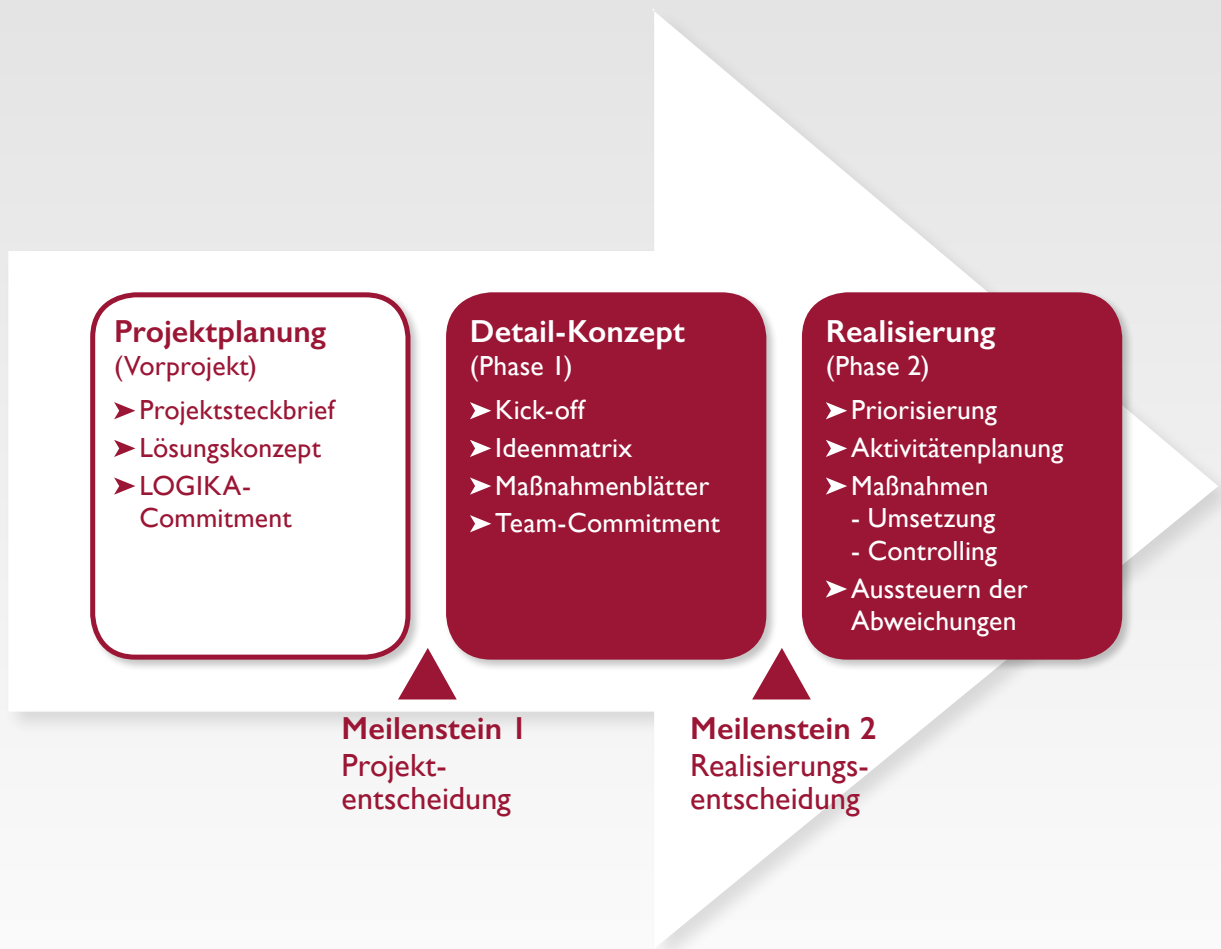 Projektplanung
(Vorprojekt)
➤ Projektsteckbrief
➤ Lösungskonzept
➤ LOGIKA-
Commitment
Detail-Konzept
(Phase 1)
➤ Kick-off
➤ Ideenmatrix
➤ Maßnahmenblätter
➤ Team-Commitment
Realisierung
(Phase 2)
➤ Priorisierung
➤ Aktivitätenplanung
➤ Maßnahmen
- Umsetzung
- Controlling
➤ Aussteuern der
Abweichungen
Meilenstein 1
Projekt-
entscheidung
Meilenstein 2
Realisierungs-
entscheidung